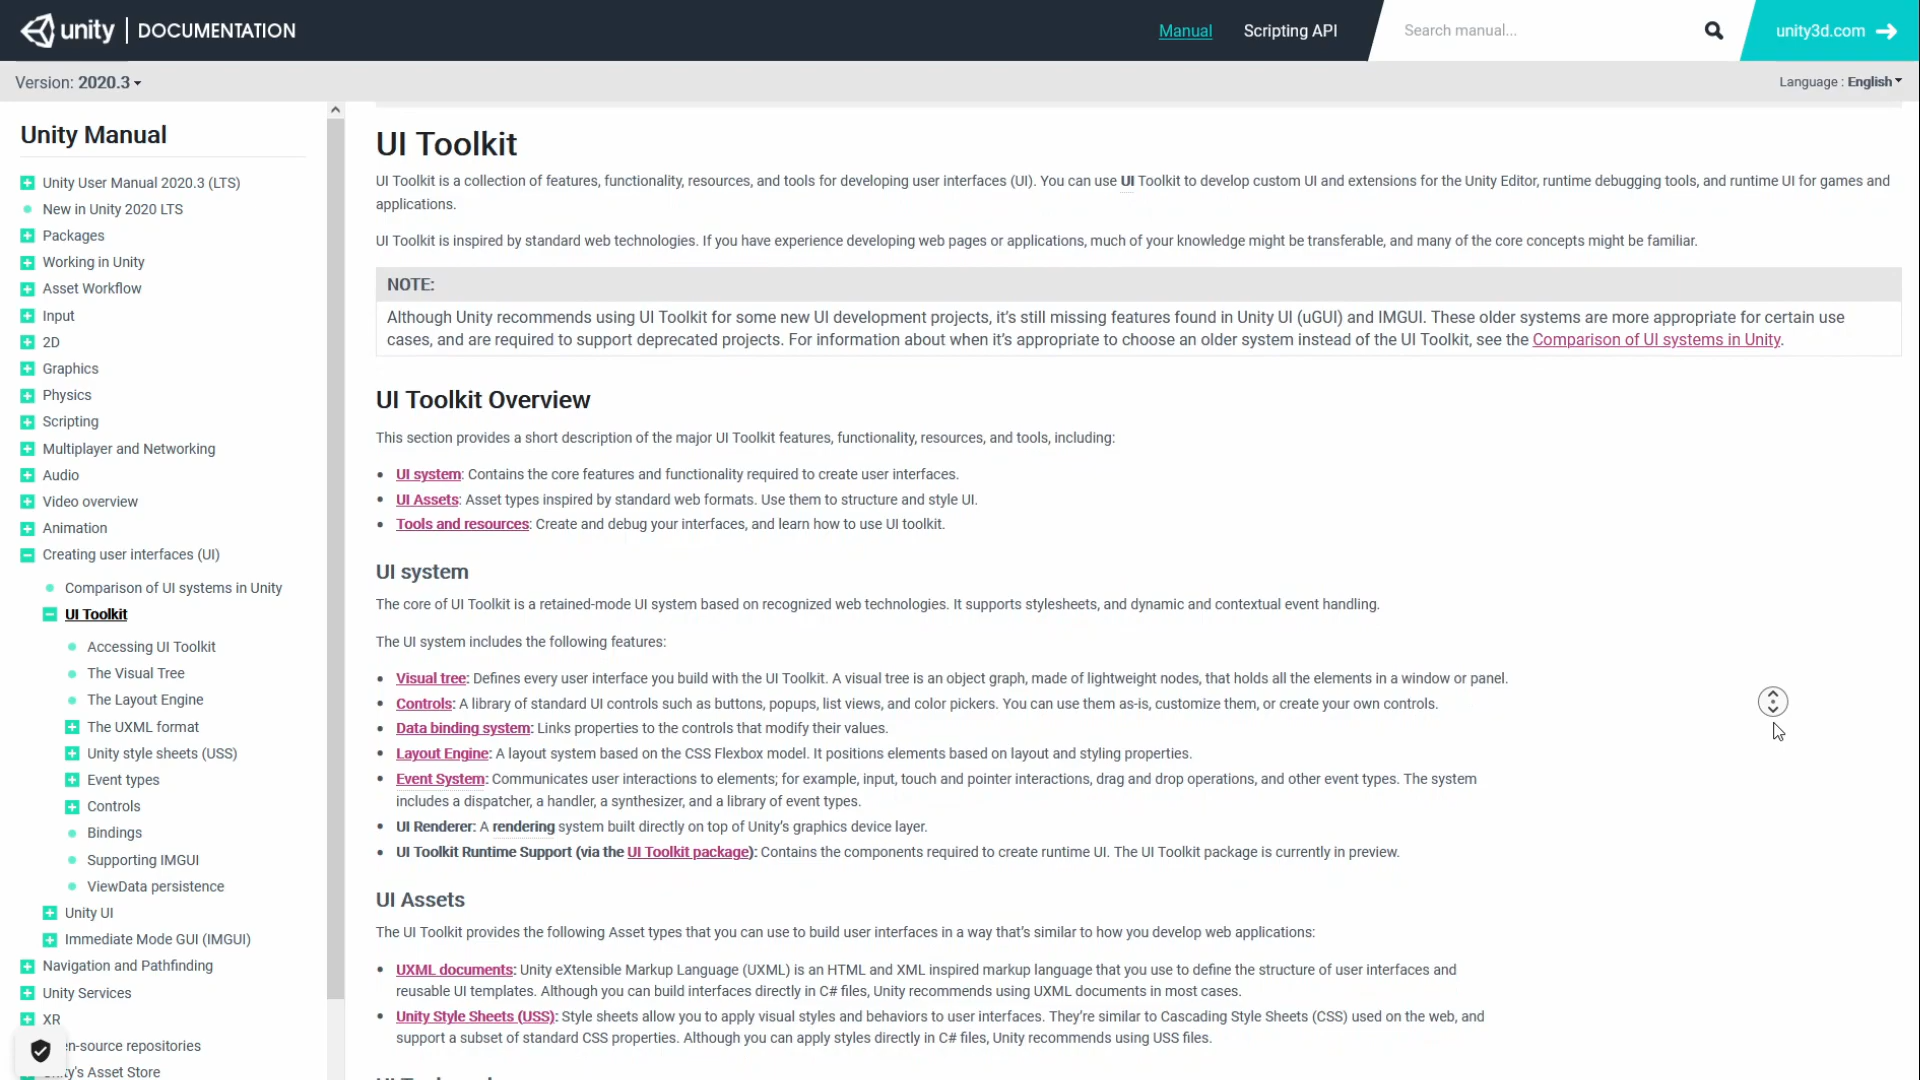 unity | DOCUMENTATION
Manual
Scripting API
Search manual...
unity3d.com
Version: 2020.3
Language : English
Unity Manual
Unity User Manual 2020.3 (LTS)
New in Unity 2020 LTS
Packages
Working in Unity
Asset Workflow
Input
2D
Graphics
Physics
Scripting
Multiplayer and Networking
Audio
Video overview
Animation
Creating user interfaces (UI)
Comparison of UI systems in Unity
UI Toolkit
Accessing UI Toolkit
The Visual Tree
The Layout Engine
The UXML format
Unity style sheets (USS)
Event types
Controls
Bindings
Supporting IMGUI
ViewData persistence
Unity UI
Immediate Mode GUI (IMGUI)
Navigation and Pathfinding
Unity Services
XR
en-source repositories
ty's Asset Store
UI Toolkit
UI Toolkit is a collection of features, functionality, resources, and tools for developing user interfaces (UI). You can use UI Toolkit to develop custom UI and extensions for the Unity Editor, runtime debugging tools, and runtime UI for games and
applications.
UI Toolkit is inspired by standard web technologies. If you have experience developing web pages or applications, much of your knowledge might be transferable, and many of the core concepts might be familiar.
NOTE:
Although Unity recommends using UI Toolkit for some new UI development projects, it's still missing features found in Unity UI (uGUI) and IMGUI. These older systems are more appropriate for certain use
cases, and are required to support deprecated projects. For information about when it's appropriate to choose an older system instead of the UI Toolkit, see the Comparison of UI systems in Unity.
UI Toolkit Overview
This section provides a short description of the major UI Toolkit features, functionality, resources, and tools, including:
• UI system: Contains the core features and functionality required to create user interfaces.
• UI Assets: Asset types inspired by standard web formats. Use them to structure and style UI.
• Tools and resources: Create and debug your interfaces, and learn how to use UI toolkit.
UI system
The core of UI Toolkit is a retained-mode UI system based on recognized web technologies. It supports stylesheets, and dynamic and contextual event handling.
The UI system includes the following features:
• Visual tree: Defines every user interface you build with the UI Toolkit. A visual tree is an object graph, made of lightweight nodes, that holds all the elements in a window or panel.
• Controls: A library of standard UI controls such as buttons, popups, list views, and color pickers. You can use them as-is, customize them, or create your own controls.
• Data binding system: Links properties to the controls that modify their values.
• Layout Engine: A layout system based on the CSS Flexbox model. It positions elements based on layout and styling properties.
• Event System: Communicates user interactions to elements; for example, input, touch and pointer interactions, drag and drop operations, and other event types. The system
includes a dispatcher, a handler, a synthesizer, and a library of event types.
• UI Renderer: A rendering system built directly on top of Unity's graphics device layer.
• UI Toolkit Runtime Support (via the UI Toolkit package): Contains the components required to create runtime UI. The UI Toolkit package is currently in preview.
UI Assets
The UI Toolkit provides the following Asset types that you can use to build user interfaces in a way that's similar to how you develop web applications:
• UXML documents: Unity eXtensible Markup Language (UXML) is an HTML and XML inspired markup language that you use to define the structure of user interfaces and
reusable UI templates. Although you can build interfaces directly in C# files, Unity recommends using UXML documents in most cases.
• Unity Style Sheets (USS): Style sheets allow you to apply visual styles and behaviors to user interfaces. They're similar to Cascading Style Sheets (CSS) used on the web, and
support a subset of standard CSS properties. Although you can apply styles directly in C# files, Unity recommends using USS files.